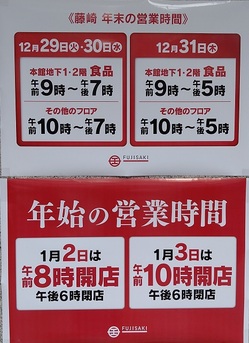 《藤崎 年末の営業時間》
12月29日火・30日水
本館地下1・2階 食品
午前9時〜午後7時
その他のフロア
午前10時〜午後7時
12月31日木
本館地下1・2階 食品
午前9時〜午後5時
その他のフロア
午前10時〜午後5時
FUJISAKI
年始の営業時間
1月2日は
午前8時開店
午後6時閉店
1月3日は
午前10時開店
午後6時閉店
FUJISAKI